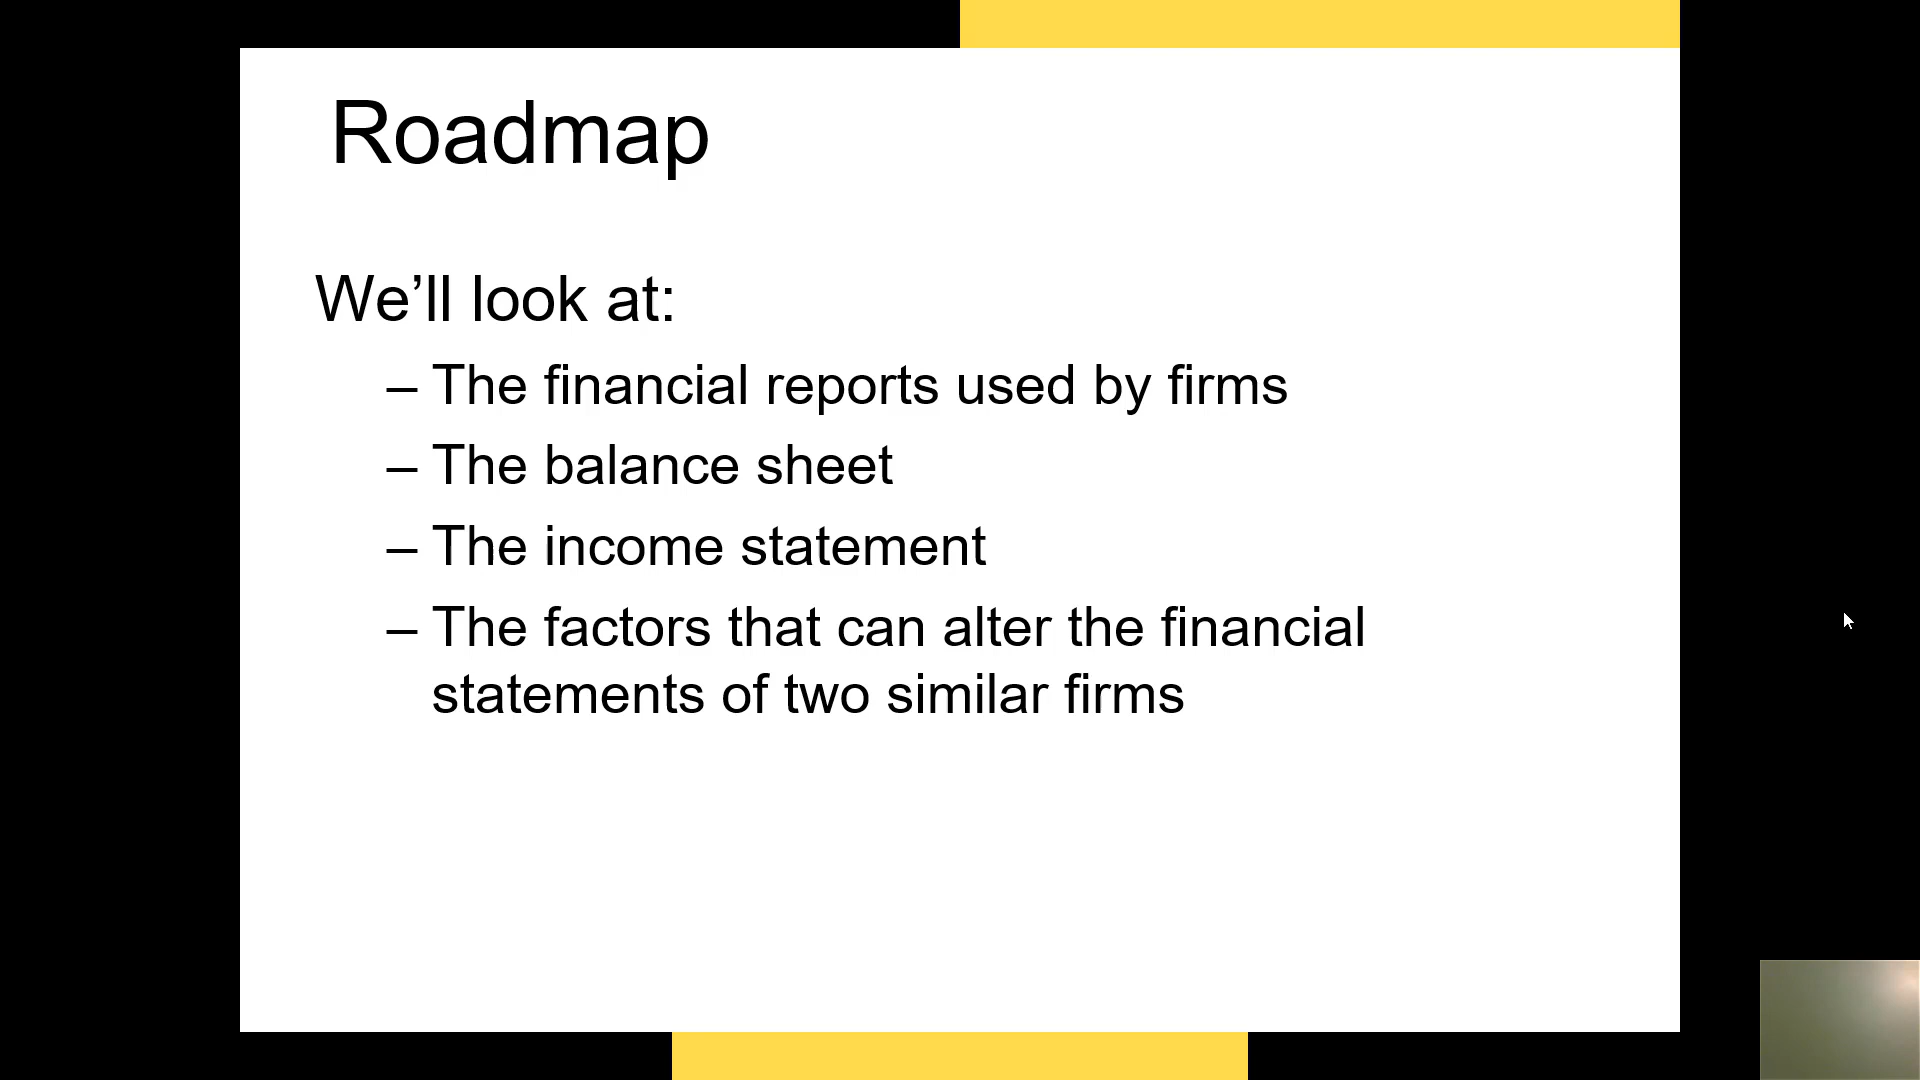 Roadmap
We’ll look at:
– The financial reports used by firms
– The balance sheet
– The income statement
– The factors that can alter the financial
statements of two similar firms